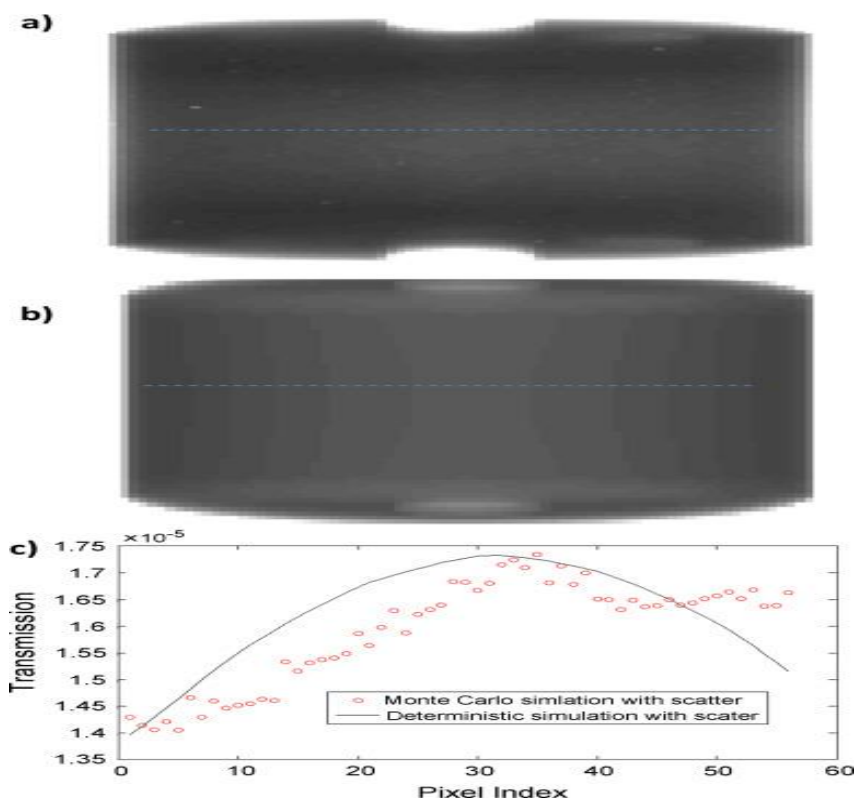 a)
b)
c)
×10⁻⁵
1.75
1.7
1.65
1.6
1.55
1.5
1.45
1.4
1.35
Transmission
Monte Carlo simlation with scatter
Deterministic simulation with scater
0 10 20 30 40 50 60
Pixel Index